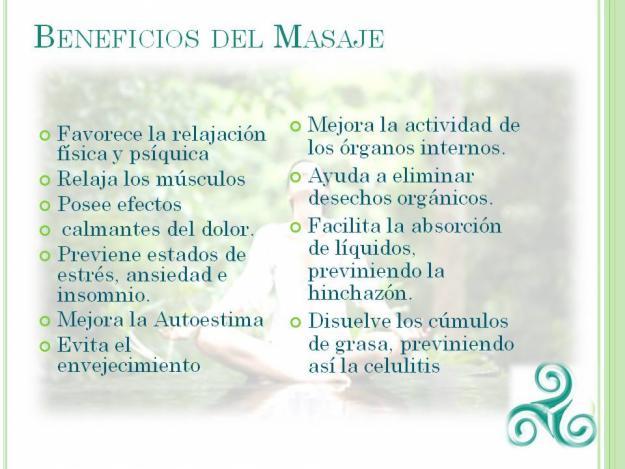 BENEFICIOS DEL MASAJE
Favorece la relajación
física y psíquica
Relaja los músculos
Posee efectos
calmantes del dolor.
Previene estados de
estrés, ansiedad e
insomnio.
Mejora la Autoestima
Evita el
envejecimiento
Mejora la actividad de
los órganos internos.
Ayuda a eliminar
desechos orgánicos.
Facilita la absorción
de líquidos,
previniendo la
hinchazón.
Disuelve los cúmulos
de grasa, previniendo
así la celulitis